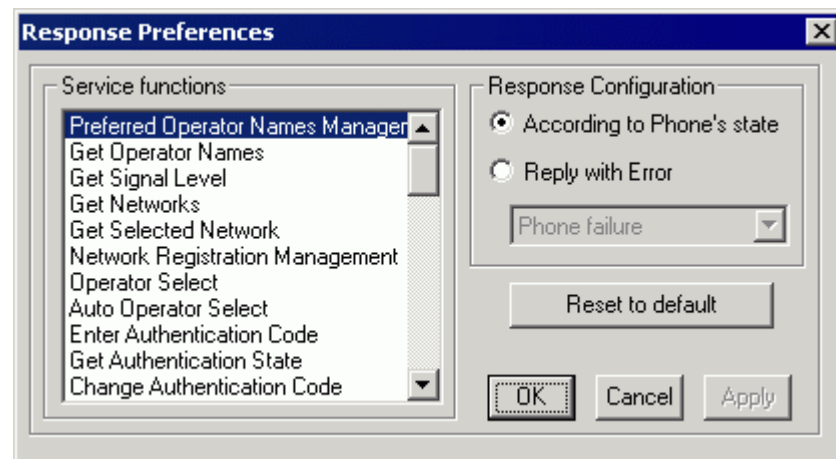 Response Preferences
Service functions
Preferred Operator Names Manager
Get Operator Names
Get Signal Level
Get Networks
Get Selected Network
Network Registration Management
Operator Select
Auto Operator Select
Enter Authentication Code
Get Authentication State
Change Authentication Code
Response Configuration
According to Phone's state
Reply with Error
Phone failure
Reset to default
OK Cancel Apply